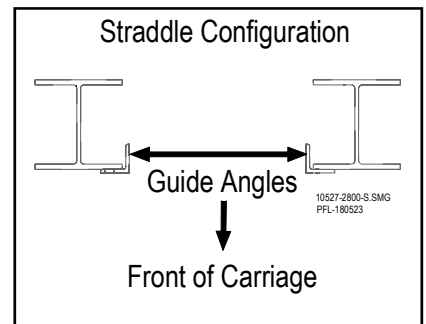 Straddle Configuration
Guide Angles
10527-2800-S.SMG
PFL-180523
Front of Carriage